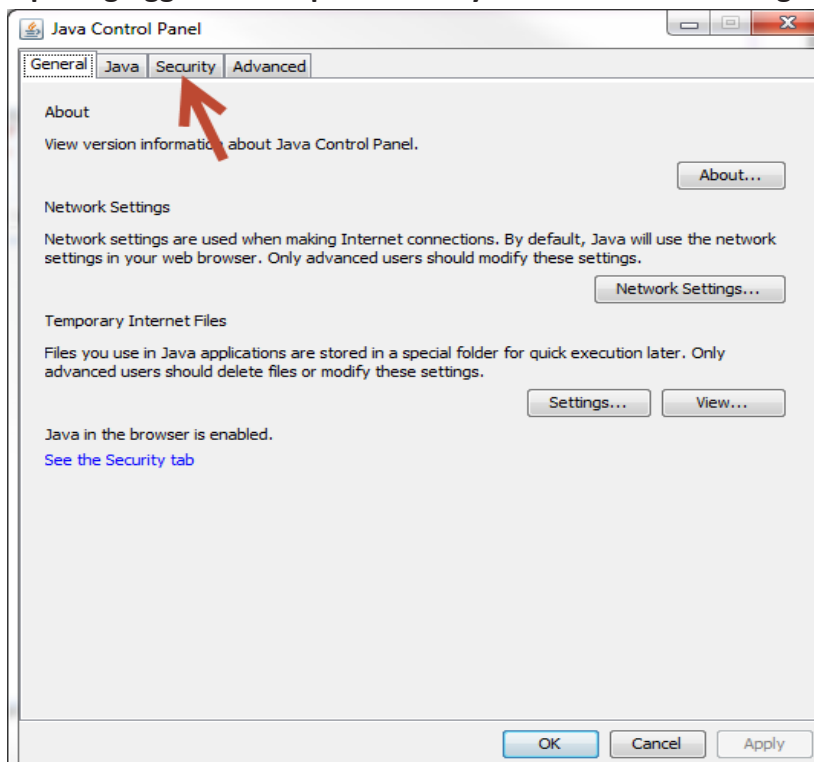 Java Control Panel
General Java Security Advanced
About
View version information about Java Control Panel.
About...
Network Settings
Network settings are used when making Internet connections. By default, Java will use the network
settings in your web browser. Only advanced users should modify these settings.
Network Settings...
Temporary Internet Files
Files you use in Java applications are stored in a special folder for quick execution later. Only
advanced users should delete files or modify these settings.
Settings... View...
Java in the browser is enabled.
See the Security tab
OK Cancel Apply